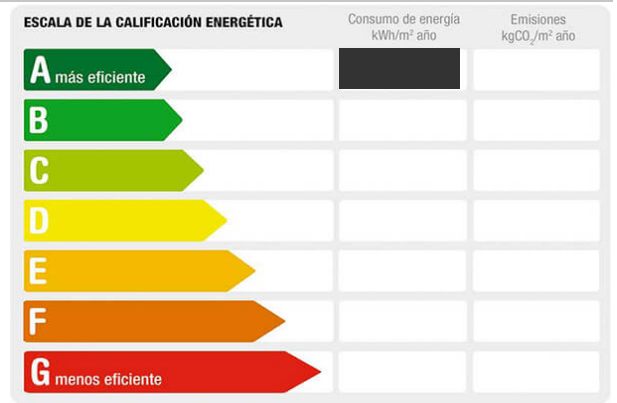 ESCALA DE LA CALIFICACIÓN ENERGÉTICA
Consumo de energía
kWh/m² año
Emisiones
kgCO₂/m² año
A más eficiente
B
C
D
E
F
G menos eficiente